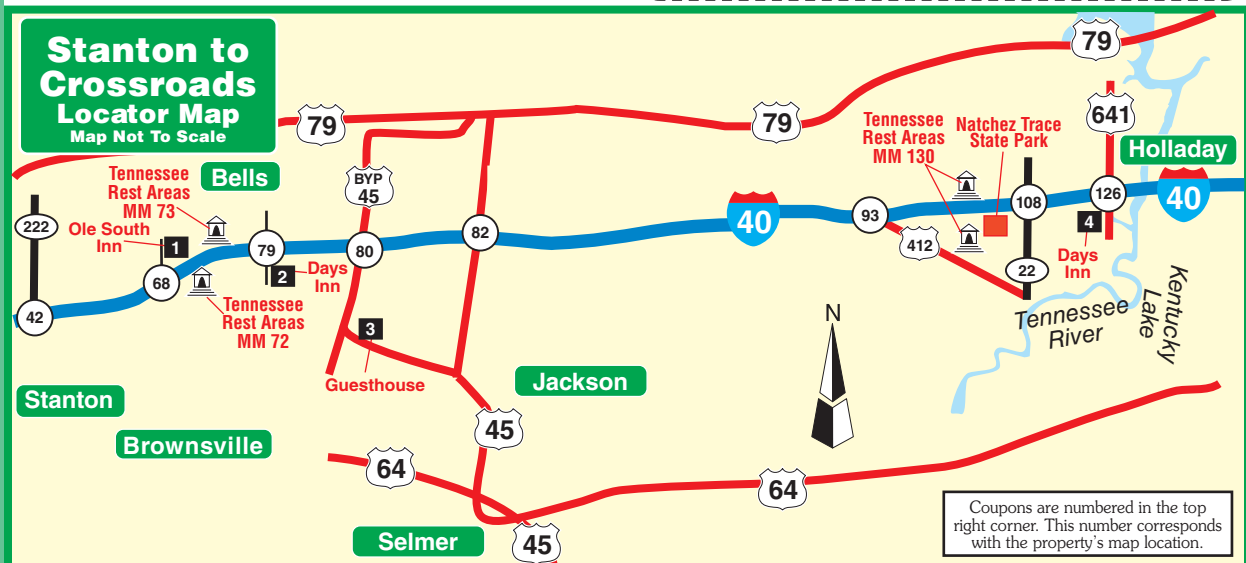 Stanton to
Crossroads
Locator Map
Map Not To Scale
79
79
79
641
Holladay
40
40
Tennessee
Rest Areas
MM 130
Natchez Trace
State Park
Bells
Tennessee
Rest Areas
MM 73
Ole South
Inn
1
BYP
45
222
42
68
79
80
82
93
108
126
412
22
2
Days
Inn
4
Days
Inn
Tennessee
Rest Areas
MM 72
3
Guesthouse
N
Tennessee
River
Kentucky
Lake
Stanton
Jackson
Brownsville
45
64
64
Selmer
45
Coupons are numbered in the top
right corner. This number corresponds
with the property's map location.